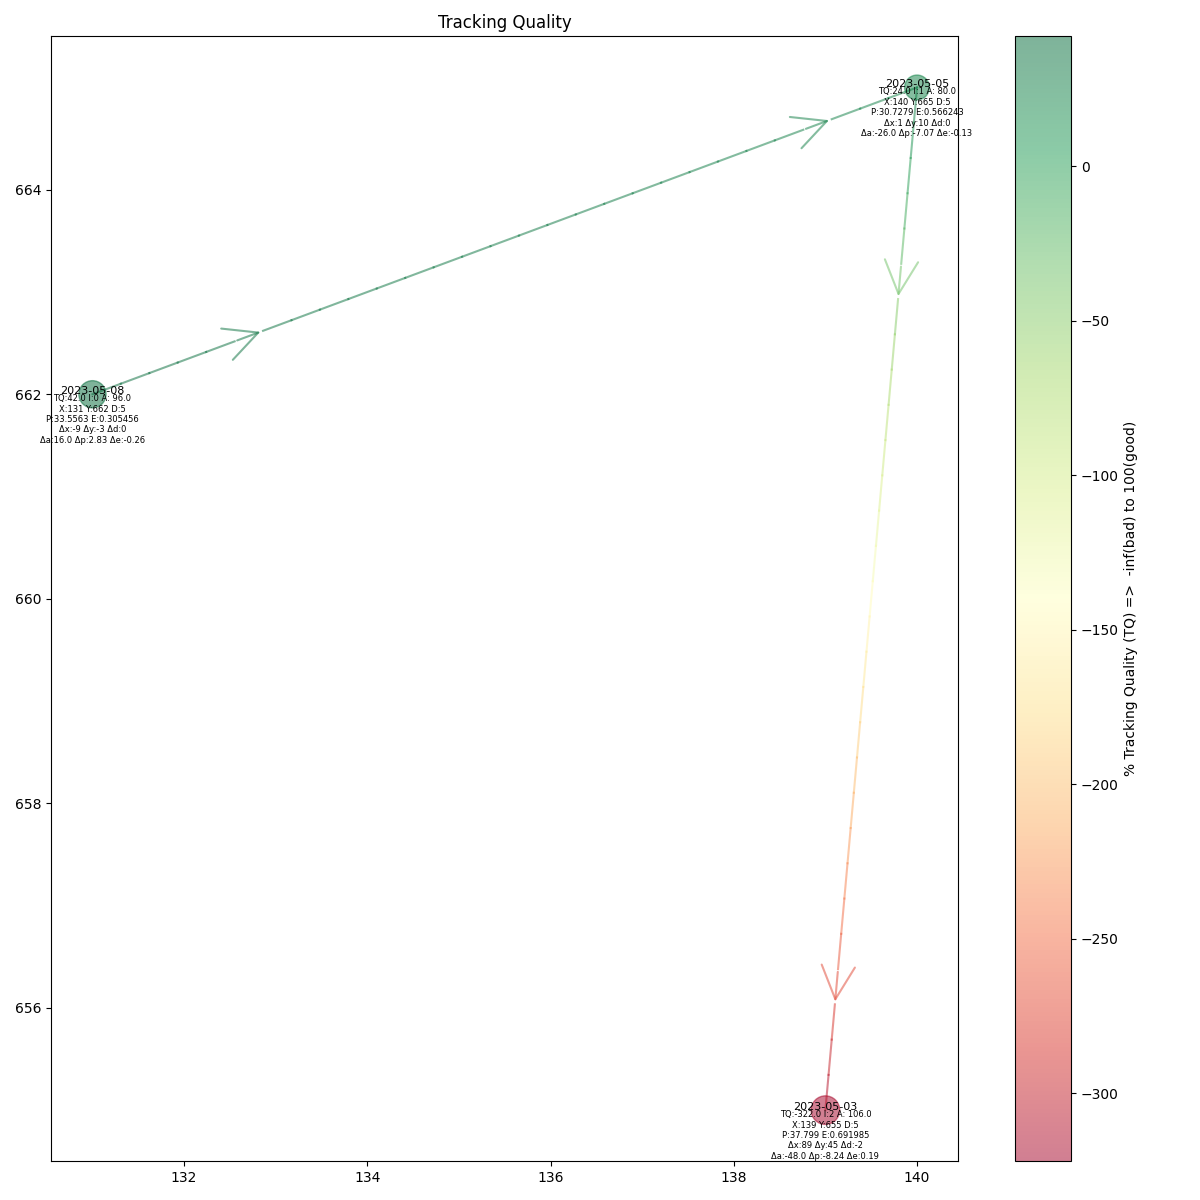 Tracking Quality
2023-05-05
TQ:24.0 I:1 A: 80.0
X:140 Y:665 D:5
P:30.7279 E:0.566243
Δx:1 Δy:10 Δd:0
Δa:-26.0 Δp:-7.07 Δe:-0.13
2023-05-08
TQ:42.0 I:0 A: 96.0
X:131 Y:662 D:5
P:33.5563 E:0.305456
Δx:-9 Δy:-3 Δd:0
Δa:16.0 Δp:2.83 Δe:-0.26
2023-05-03
TQ:-322.0 I:2 A: 106.0
X:139 Y:655 D:5
P:37.799 E:0.691985
Δx:89 Δy:45 Δd:-2
Δa:-48.0 Δp:-8.24 Δe:0.19
664
662
660
658
656
132
134
136
138
140
0
−50
−100
−150
−200
−250
−300
% Tracking Quality (TQ) =>  -inf(bad) to 100(good)